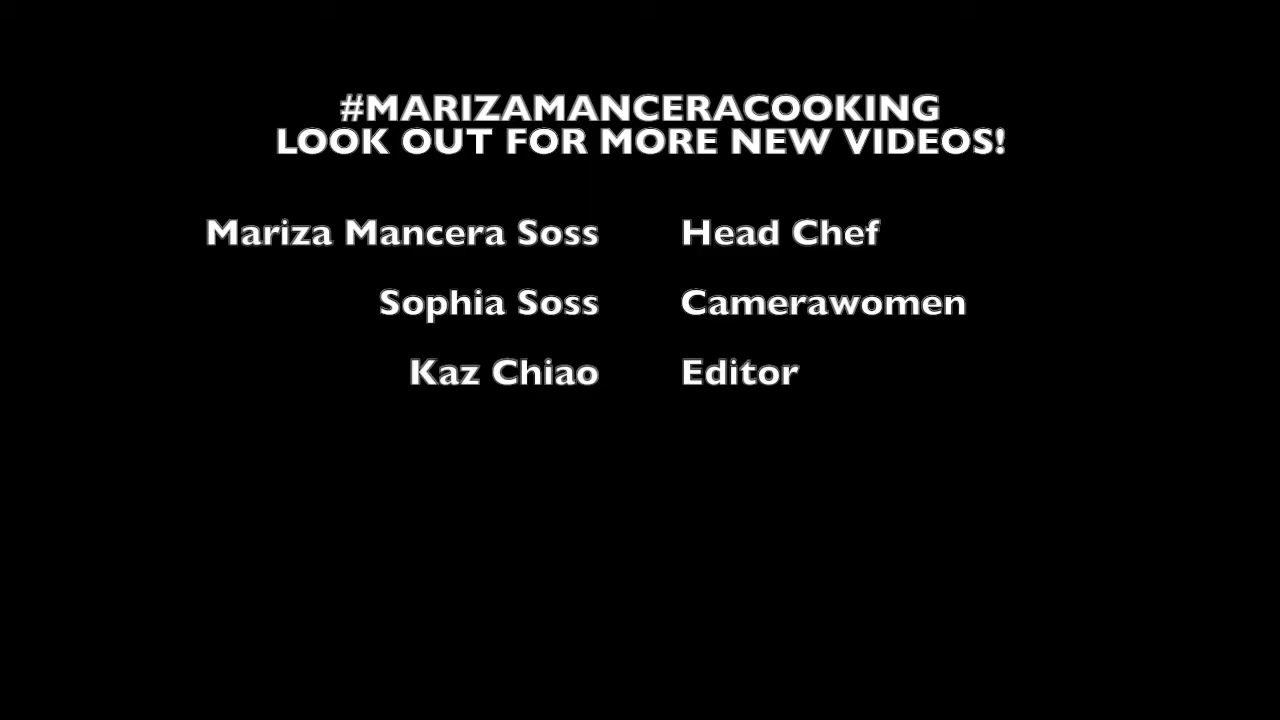 #MARIZAMANCERACOOKING
LOOK OUT FOR MORE NEW VIDEOS!
Mariza Mancera Soss Head Chef
Sophia Soss Camerawomen
Kaz Chiao Editor